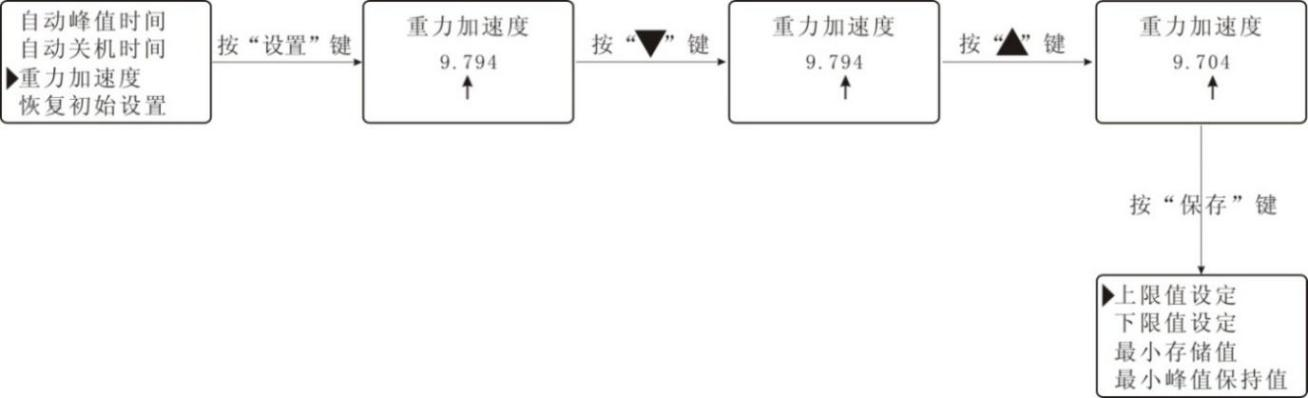 自动峰值时间
自动关机时间
▶重力加速度
恢复初始设置
按“设置”键
重力加速度
9.794
↑
按“▼”键
重力加速度
9.794
↑
按“▲”键
重力加速度
9.704
↑
按“保存”键
▶上限值设定
下限值设定
最小存储值
最小峰值保持值